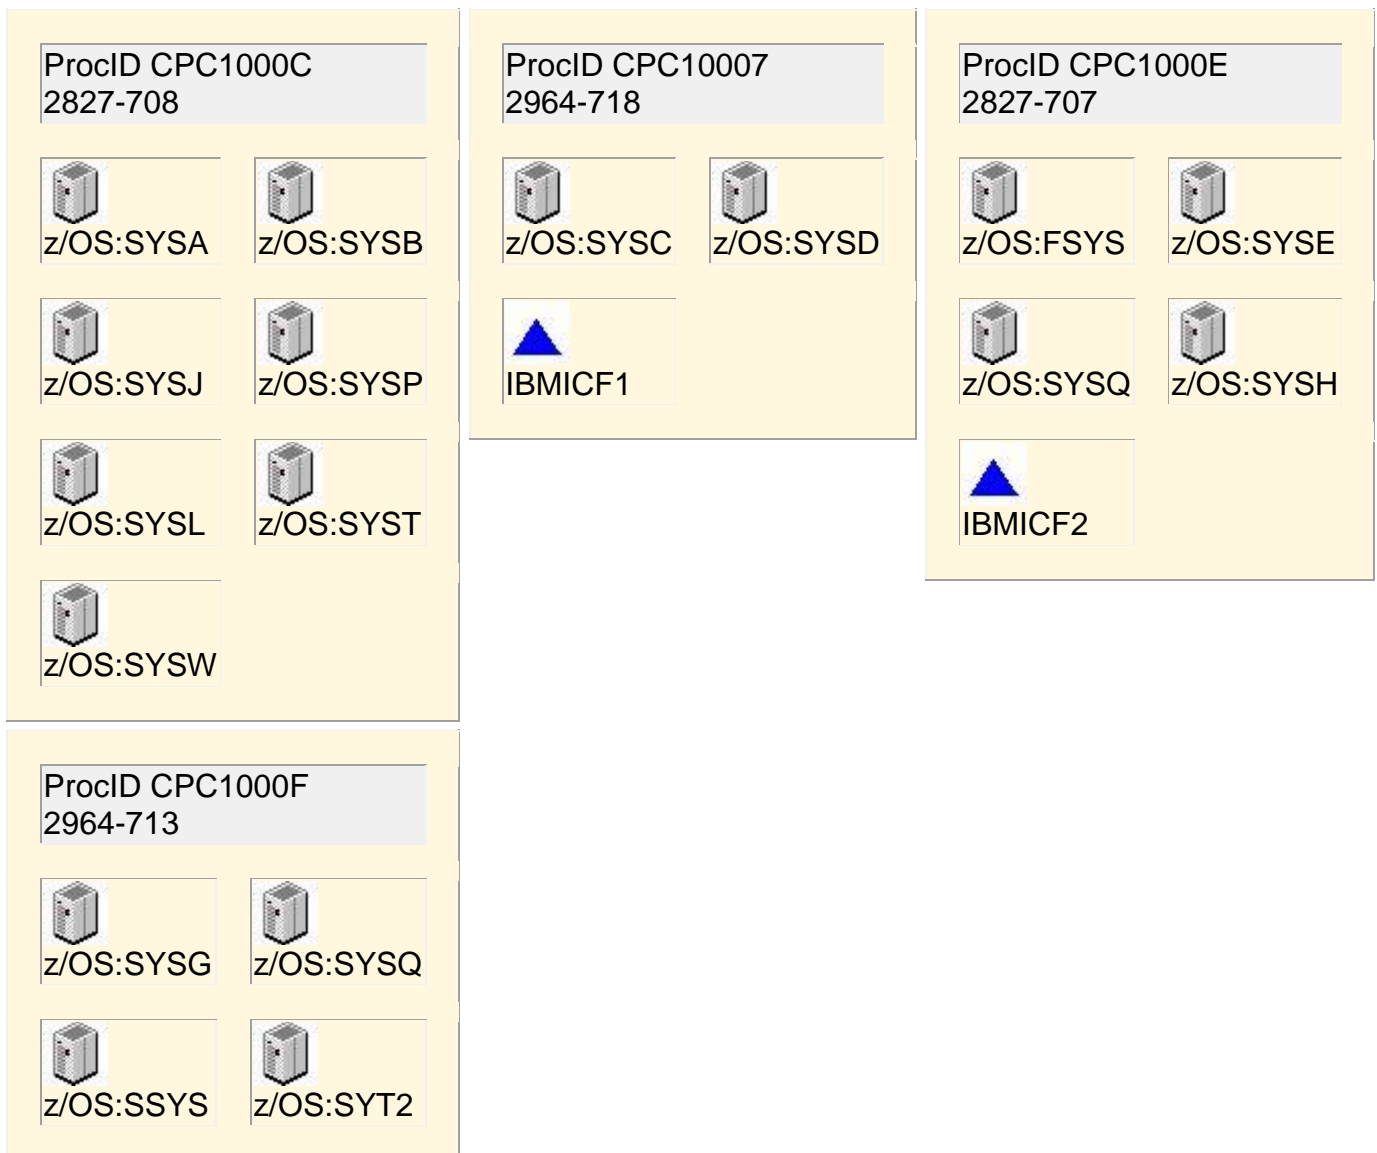 ProcID CPC1000C
2827-708
z/OS:SYSA
z/OS:SYSB
z/OS:SYSJ
z/OS:SYSP
z/OS:SYSL
z/OS:SYST
z/OS:SYSW
ProcID CPC10007
2964-718
z/OS:SYSC
z/OS:SYSD
IBMICF1
ProcID CPC1000E
2827-707
z/OS:FSYS
z/OS:SYSE
z/OS:SYSQ
z/OS:SYSH
IBMICF2
ProcID CPC1000F
2964-713
z/OS:SYSG
z/OS:SYSQ
z/OS:SSYS
z/OS:SYT2